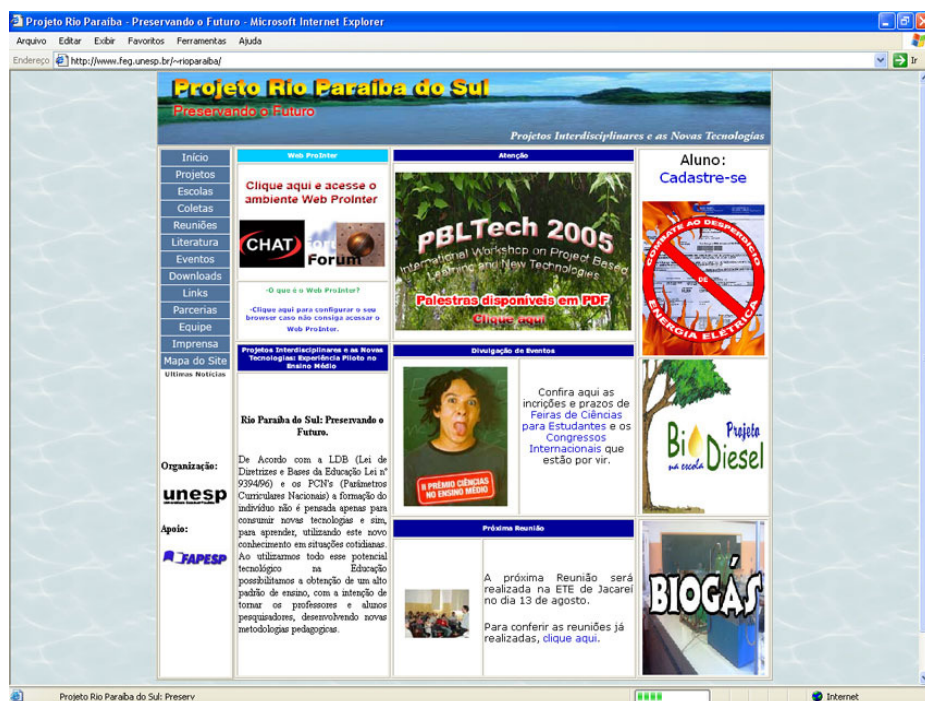 Projeto Rio Paraíba - Preservando o Futuro - Microsoft Internet Explorer
Arquivo Editar Exibir Favoritos Ferramentas Ajuda
Endereço http://www.feg.unesp.br/~rioparaiba/ Ir
Projeto Rio Paraíba do Sul
Preservando o Futuro
Projetos Interdisciplinares e as Novas Tecnologias
Início
Projetos
Escolas
Coletas
Reuniões
Literatura
Eventos
Downloads
Links
Parcerias
Equipe
Imprensa
Mapa do Site
Ultimas Notícias
Organização:
unesp
Apoio:
FAPESP
Web ProInter
Clique aqui e acesse o
ambiente Web ProInter
CHAT Fort
Forum
-O que é o Web ProInter?
-Clique aqui para configurar o seu
browser caso não consiga acessar o
Web ProInter.
Projetos Interdisciplinares e as Novas
Tecnologias: Experiência Piloto no
Ensino Médio
Rio Paraíba do Sul: Preservando o
Futuro.
De Acordo com a LDB (Lei de
Diretrizes e Bases da Educação Lei nº
9394/96) e os PCN's (Parâmetros
Curriculares Nacionais) a formação do
indivíduo não é pensada apenas para
consumir novas tecnologias e sim,
para aprender, utilizando este novo
conhecimento em situações cotidianas.
Ao utilizarmos todo esse potencial
tecnológico na Educação
possibilitamos a obtenção de um alto
padrão de ensino, com a intenção de
tornar os professores e alunos
pesquisadores, desenvolvendo novas
metodologias pedagogicas.
Atenção
PBLTech 2005
International Workshop on Project Based
Learning and New Technologies
Palestras disponiveis em PDF
Clique aqui
Divulgação de Eventos
II PRÊMIO CIÊNCIAS
NO ENSINO MÉDIO
Confira aqui as
incrições e prazos de
Feiras de Ciências
para Estudantes e os
Congressos
Internacionais que
estão por vir.
Próxima Reunião
A próxima Reunião será
realizada na ETE de Jacareí
no dia 13 de agosto.
Para conferir as reuniões já
realizadas, clique aqui.
Aluno:
Cadastre-se
COMBATE AO DESPERDÍCIO
DE
ENERGIA ELÉTRICA
Projeto
BioDiesel
na escola
BIOGÁS
Projeto Rio Paraíba do Sul: Preserv
Internet